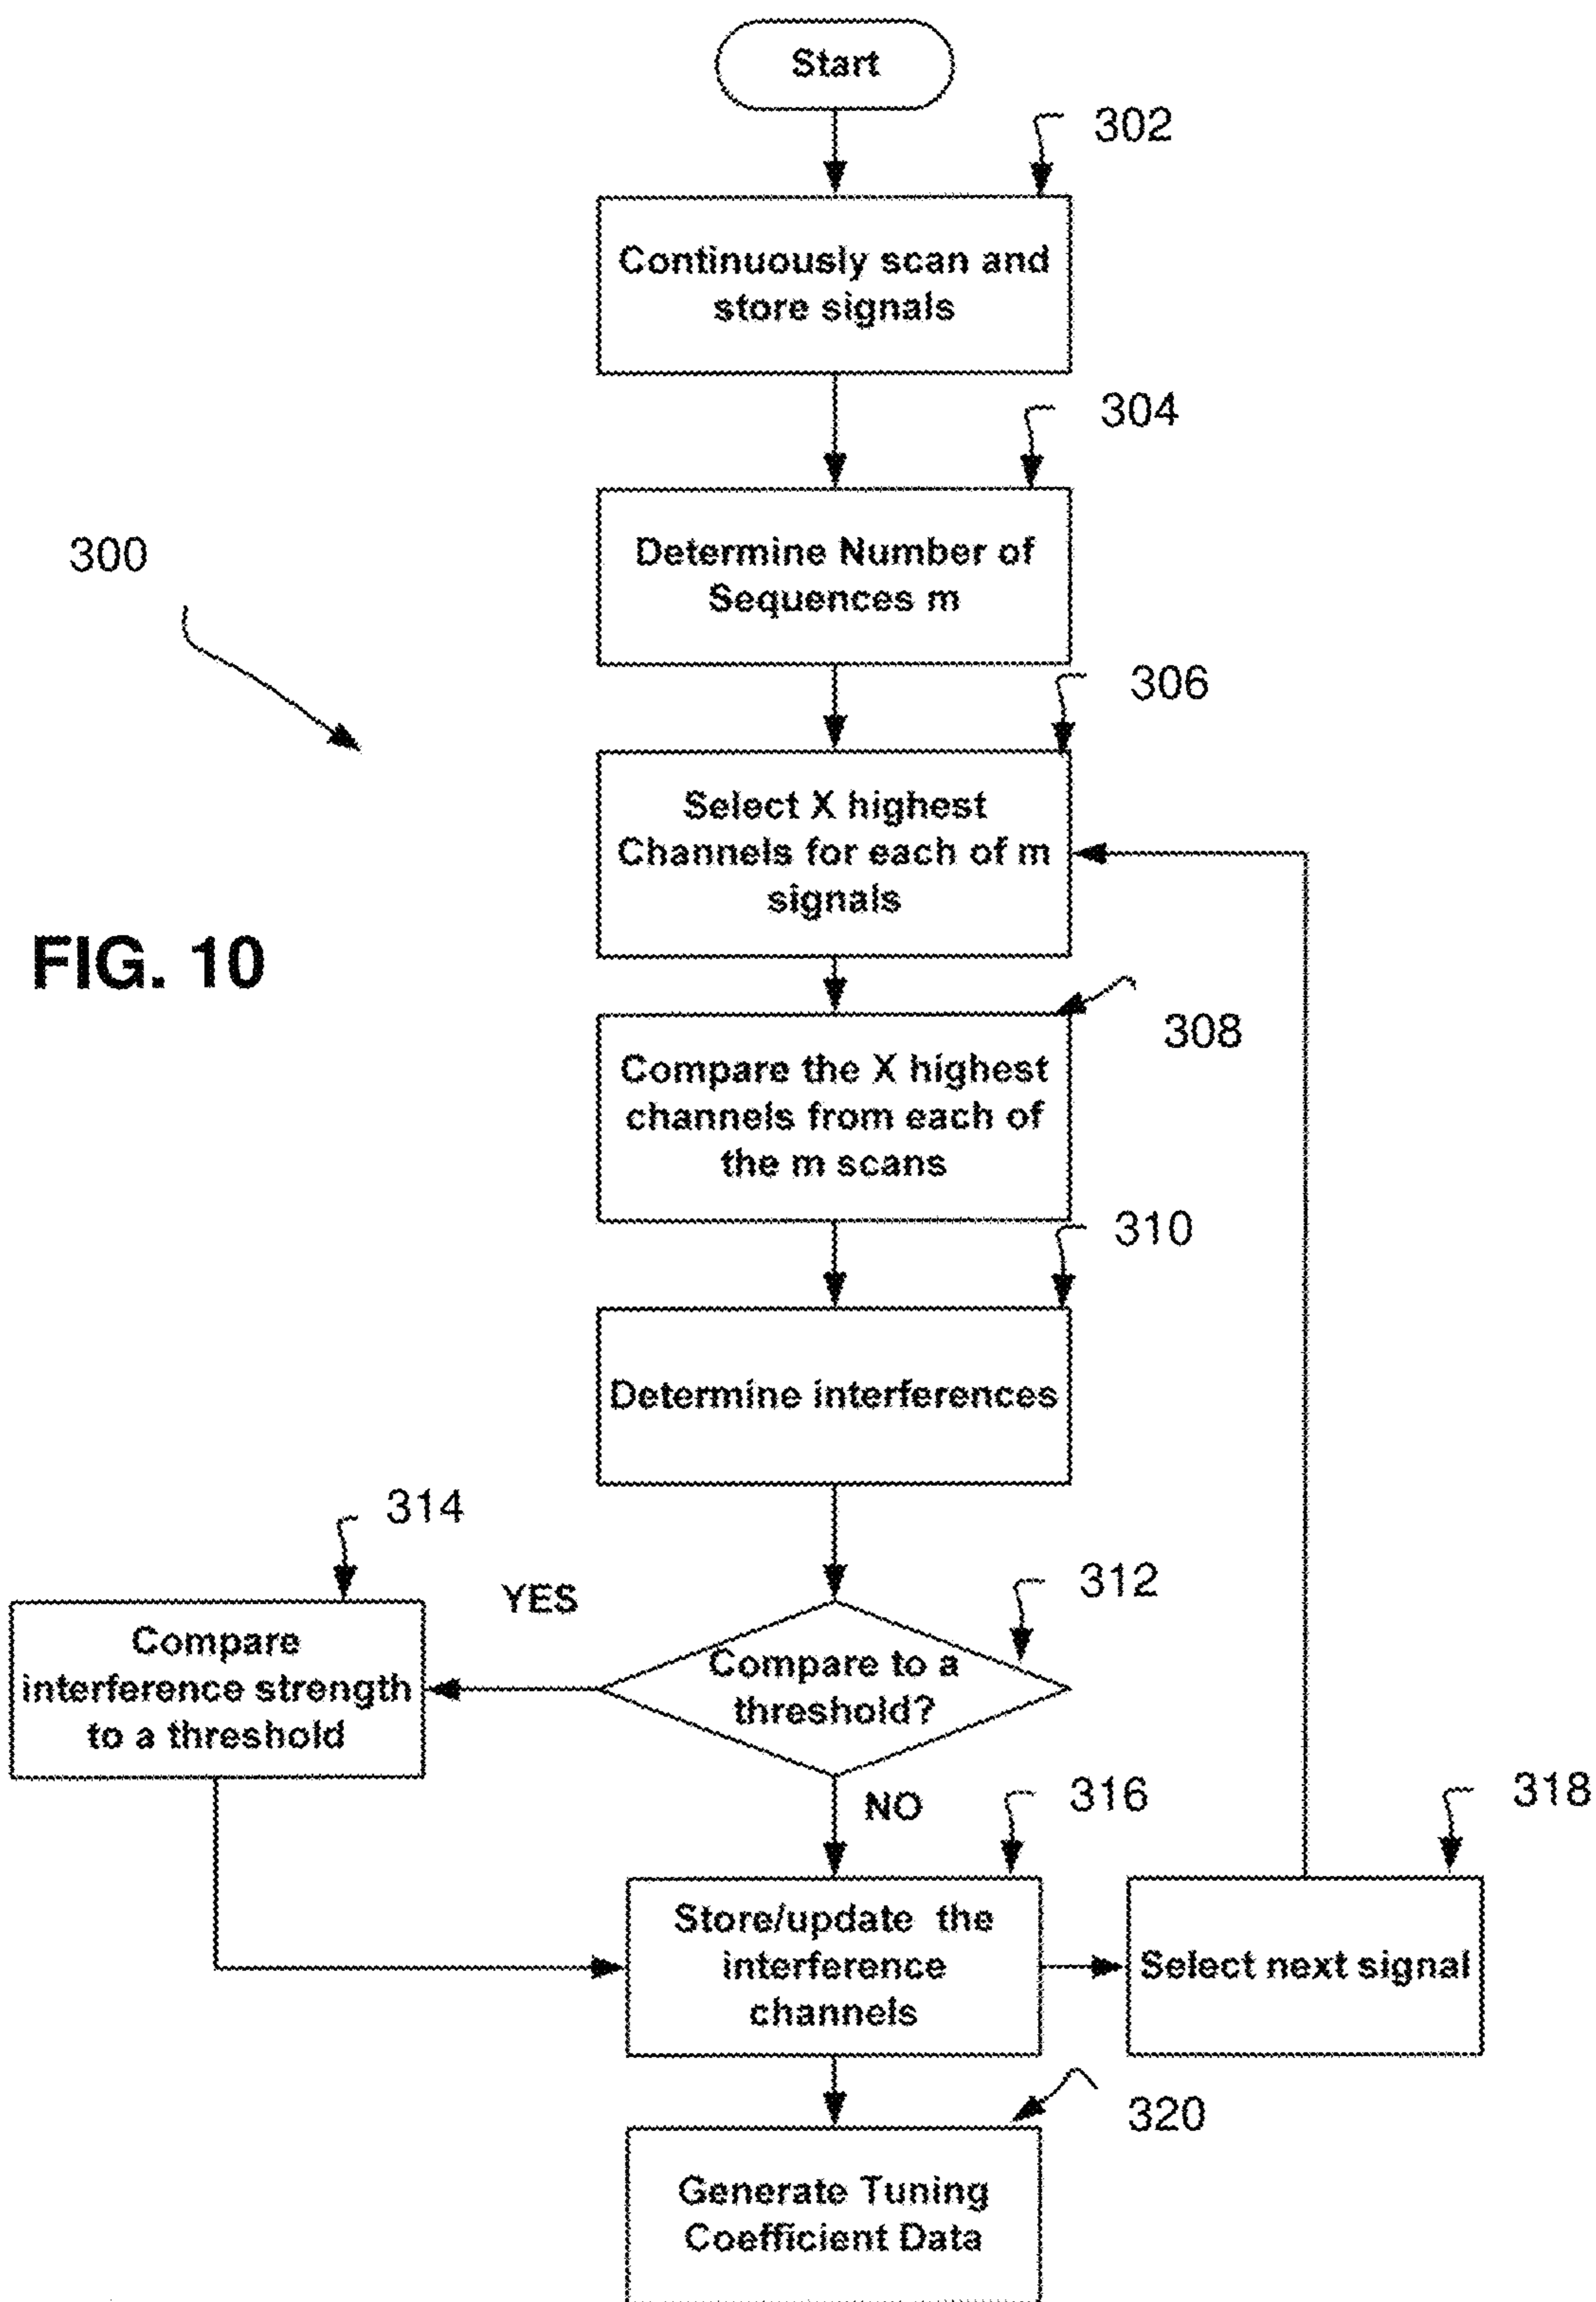 Start
302
Continuously scan and
store signals
304
Determine Number of
Sequences m
300
306
Select X highest
Channels for each of m
signals
FIG. 10
308
Compare the X highest
channels from each of
the m scans
310
Determine interferences
314
312
YES
Compare
interference strength
to a threshold
Compare to a
threshold?
NO
316
318
Store/update the
interference
channels
Select next signal
320
Generate Tuning
Coefficient Data